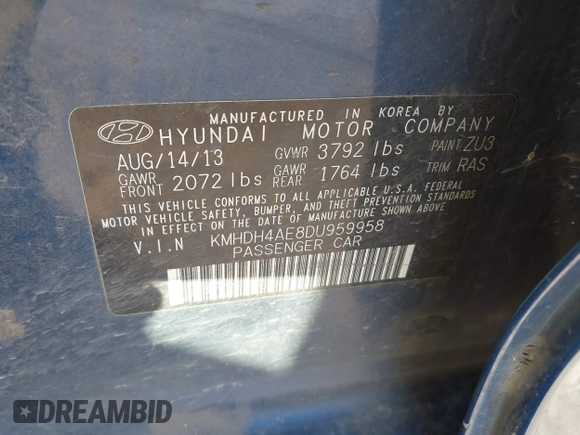 MANUFACTURED IN KOREA BY
HYUNDAI MOTOR COMPANY
AUG/14/13 GVWR 3792 lbs PAINT ZU3
GAWR FRONT 2072 lbs GAWR REAR 1764 lbs TRIM RAS
THIS VEHICLE CONFORMS TO ALL APPLICABLE U.S.A. FEDERAL
MOTOR VEHICLE SAFETY, BUMPER, AND THEFT PREVENTION STANDARDS
IN EFFECT ON THE DATE OF MANUFACTURE SHOWN ABOVE.
V.I.N KMHDH4AE8DU959958
PASSENGER CAR
DREAMBID